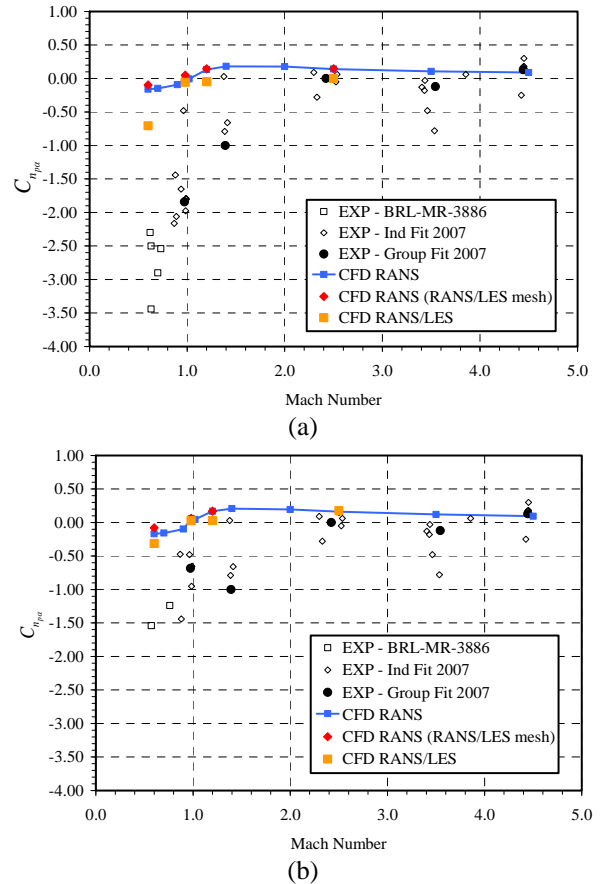 1.00
0.50
0.00
-0.50
-1.00
-1.50
-2.00
-2.50
-3.00
-3.50
-4.00
C_{n_{pα}}
EXP - BRL-MR-3886
EXP - Ind Fit 2007
EXP - Group Fit 2007
CFD RANS
CFD RANS (RANS/LES mesh)
CFD RANS/LES
0.0 1.0 2.0 3.0 4.0 5.0
Mach Number
(a)
1.00
0.50
0.00
-0.50
-1.00
-1.50
-2.00
-2.50
-3.00
-3.50
-4.00
C_{n_{pα}}
EXP - BRL-MR-3886
EXP - Ind Fit 2007
EXP - Group Fit 2007
CFD RANS
CFD RANS (RANS/LES mesh)
CFD RANS/LES
0.0 1.0 2.0 3.0 4.0 5.0
Mach Number
(b)